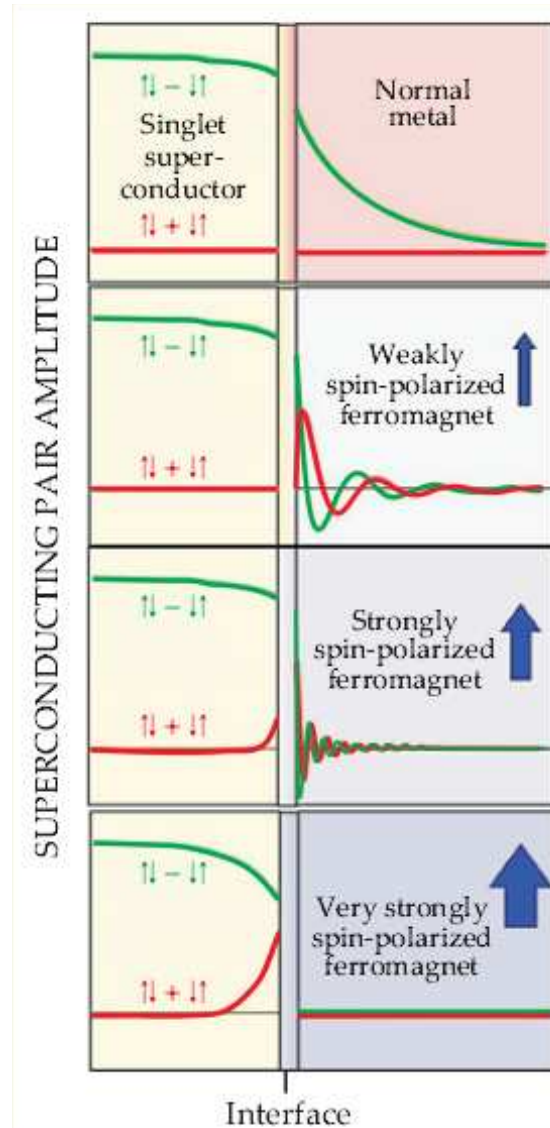 SUPERCONDUCTING PAIR AMPLITUDE
↑↓ − ↓↑
Singlet
super-
conductor
↑↓ + ↓↑
Normal
metal
↑↓ − ↓↑
↑↓ + ↓↑
Weakly
spin-polarized
ferromagnet
↑↓ − ↓↑
↑↓ + ↓↑
Strongly
spin-polarized
ferromagnet
↑↓ − ↓↑
↑↓ + ↓↑
Very strongly
spin-polarized
ferromagnet
Interface